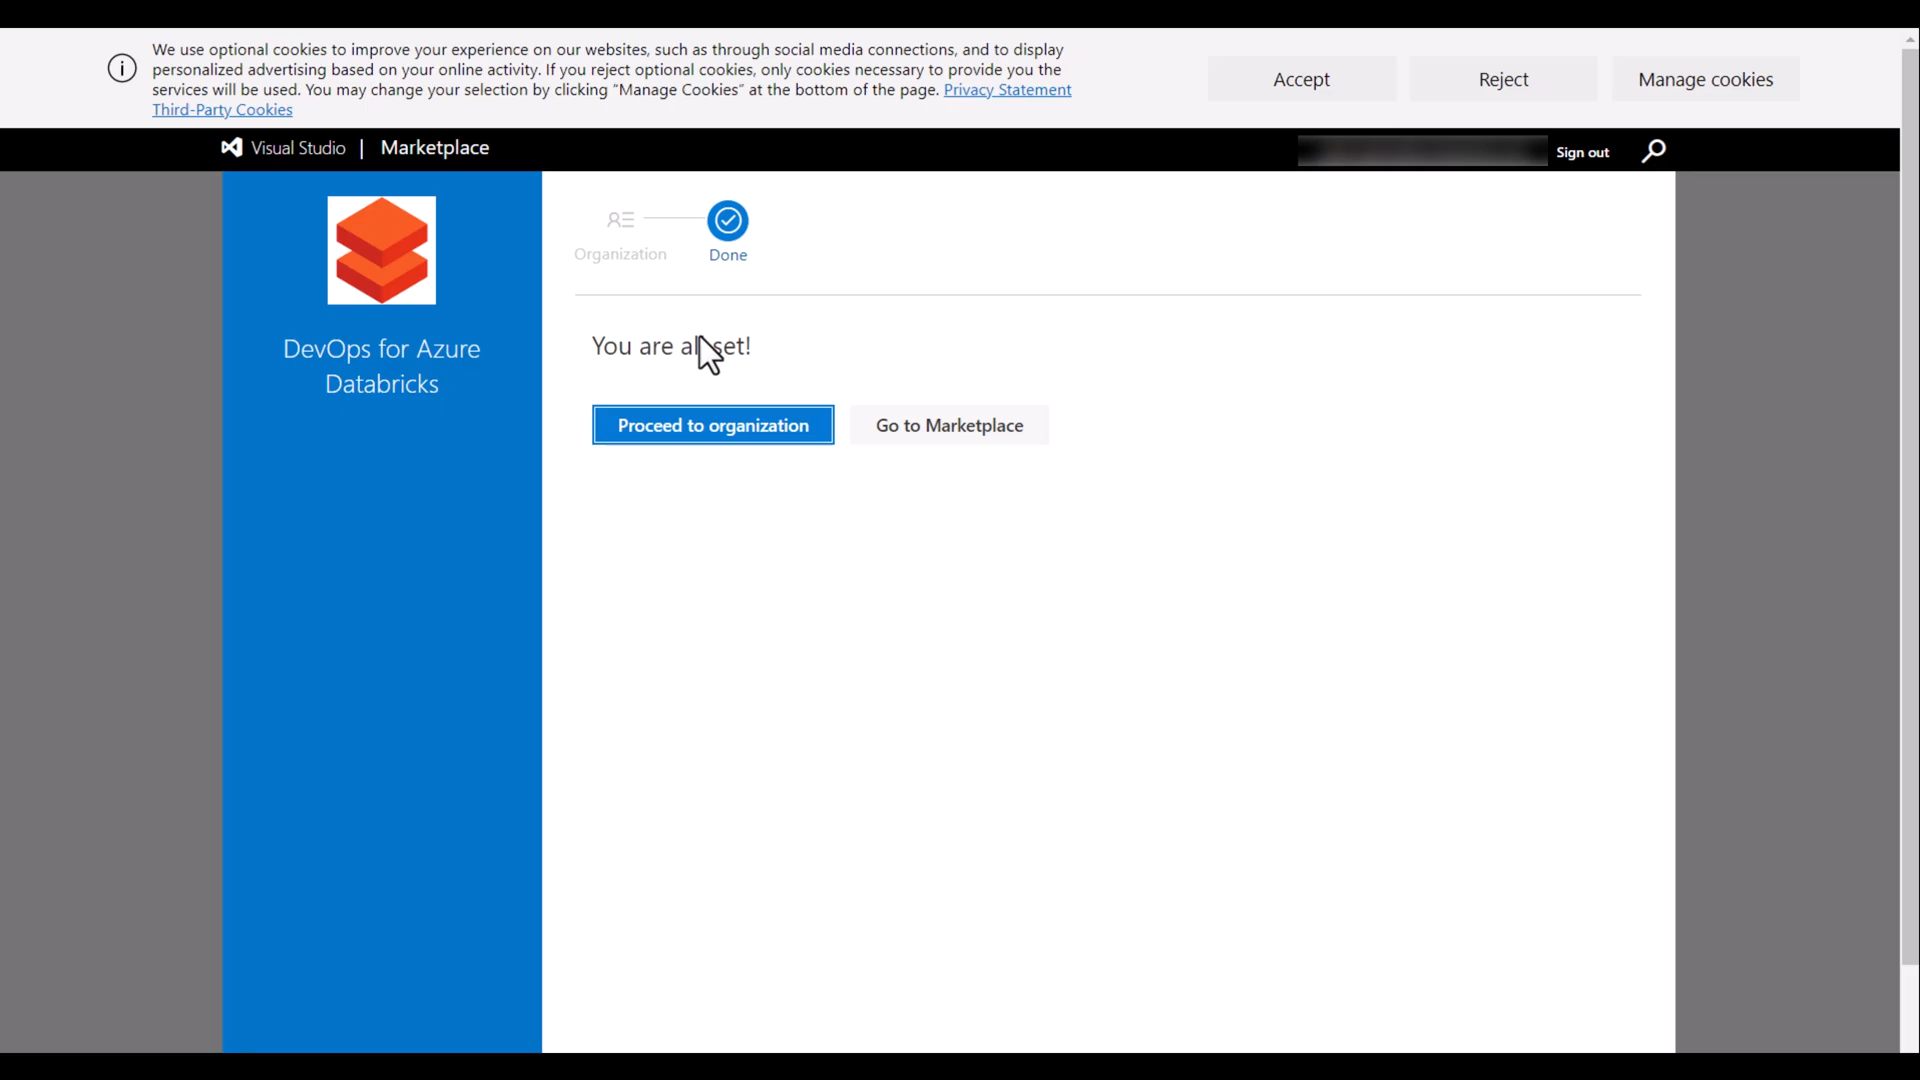 We use optional cookies to improve your experience on our websites, such as through social media connections, and to display
personalized advertising based on your online activity. If you reject optional cookies, only cookies necessary to provide you the
services will be used. You may change your selection by clicking "Manage Cookies" at the bottom of the page. Privacy Statement
Third-Party Cookies
Accept
Reject
Manage cookies
Visual Studio | Marketplace
Sign out
DevOps for Azure
Databricks
Organization
Done
You are all set!
Proceed to organization
Go to Marketplace